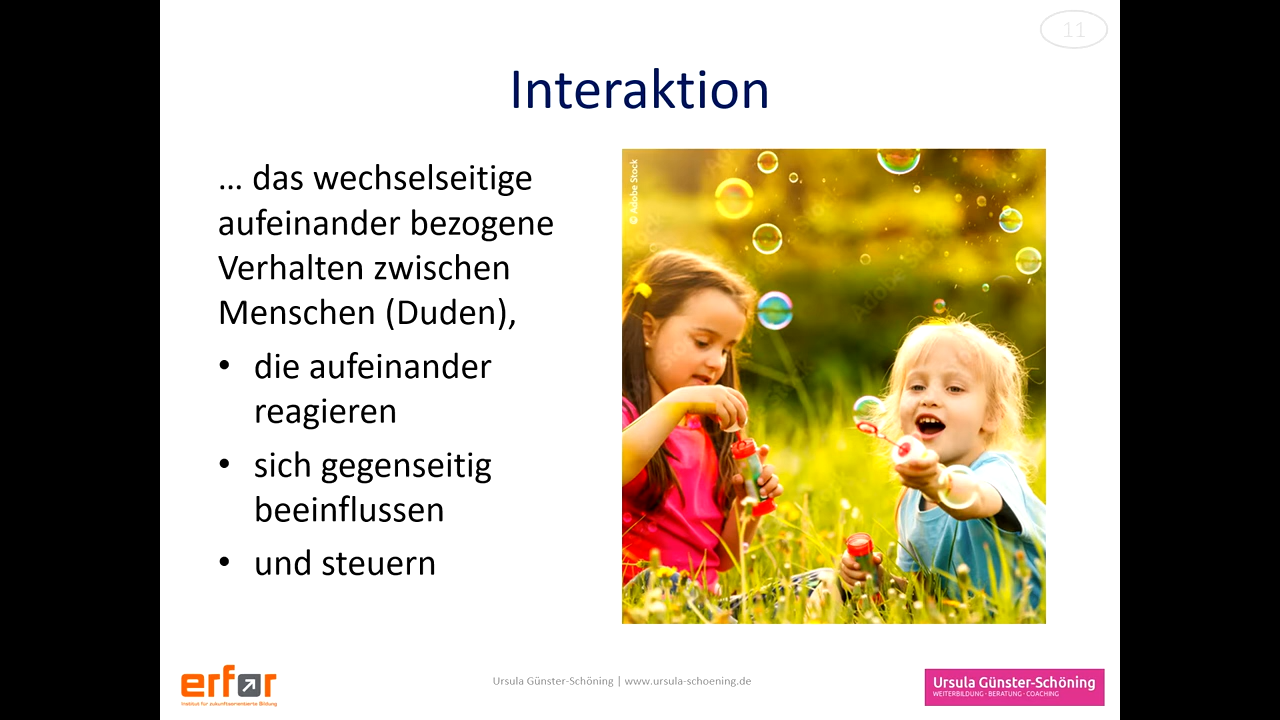 11
Interaktion
... das wechselseitige
aufeinander bezogene
Verhalten zwischen
Menschen (Duden),
• die aufeinander
reagieren
• sich gegenseitig
beeinflussen
• und steuern
© Adobe Stock
Adobe Stock
erfor
Institut für zukunftsorientierte Bildung
Ursula Günster-Schöning | www.ursula-schoening.de
Ursula Günster-Schöning
WEITERBILDUNG · BERATUNG · COACHING